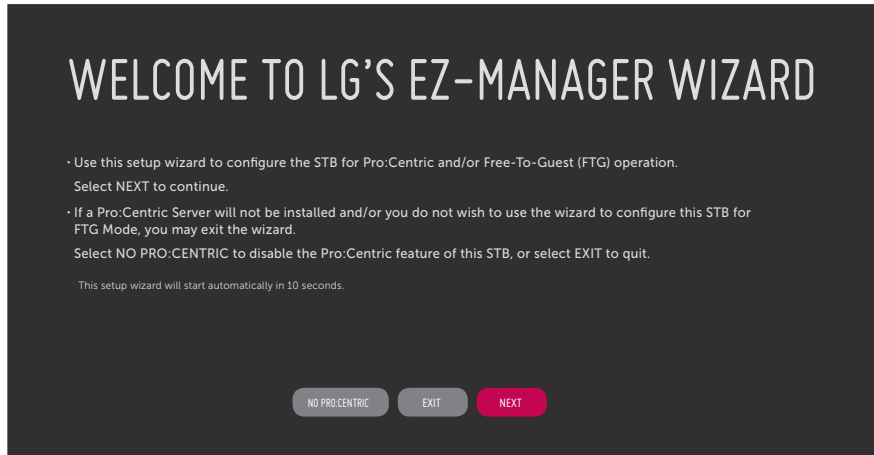 WELCOME TO LG'S EZ-MANAGER WIZARD
• Use this setup wizard to configure the STB for Pro:Centric and/or Free-To-Guest (FTG) operation.
Select NEXT to continue.
• If a Pro:Centric Server will not be installed and/or you do not wish to use the wizard to configure this STB for
FTG Mode, you may exit the wizard.
Select NO PRO:CENTRIC to disable the Pro:Centric feature of this STB, or select EXIT to quit.
This setup wizard will start automatically in 10 seconds.
NO PRO:CENTRIC EXIT NEXT